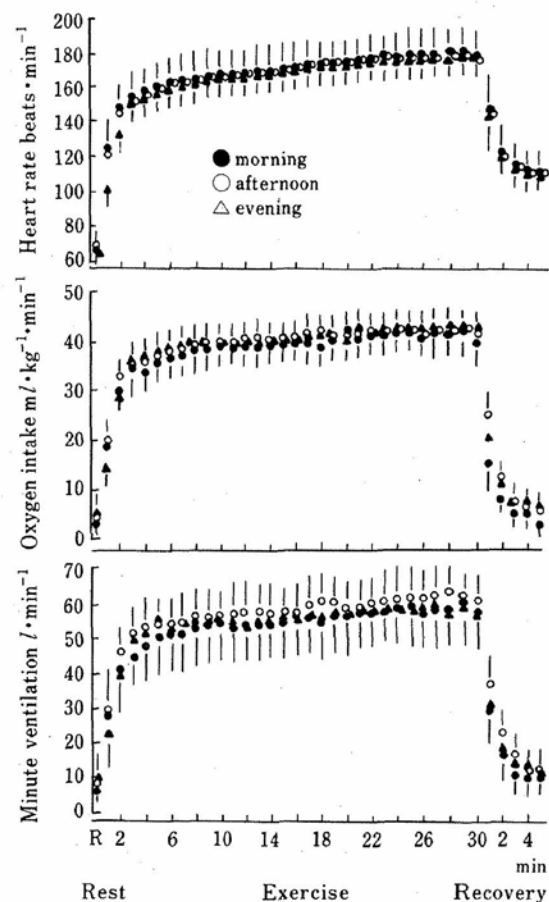 Heart rate beats·min⁻¹
200
180
160
140
120
100
80
60
● morning
○ afternoon
△ evening
Oxygen intake ml·kg⁻¹·min⁻¹
50
40
30
20
10
0
Minute ventilation l·min⁻¹
70
60
50
40
30
20
10
0
R 2 6 10 14 18 22 26 30 2 4
min
Rest Exercise Recovery